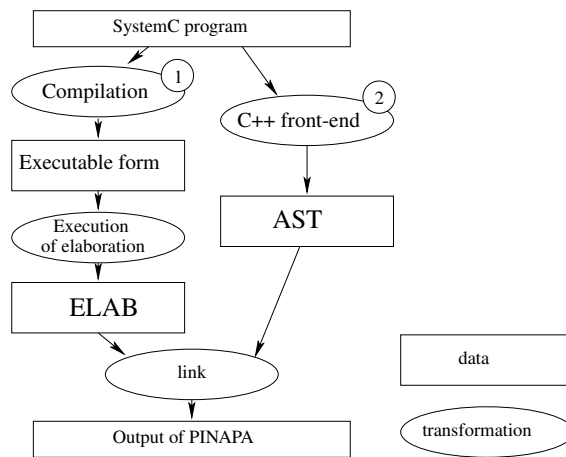 SystemC program
1
Compilation
2
C++ front-end
Executable form
AST
Execution
of elaboration
ELAB
link
data
Output of PINAPA
transformation